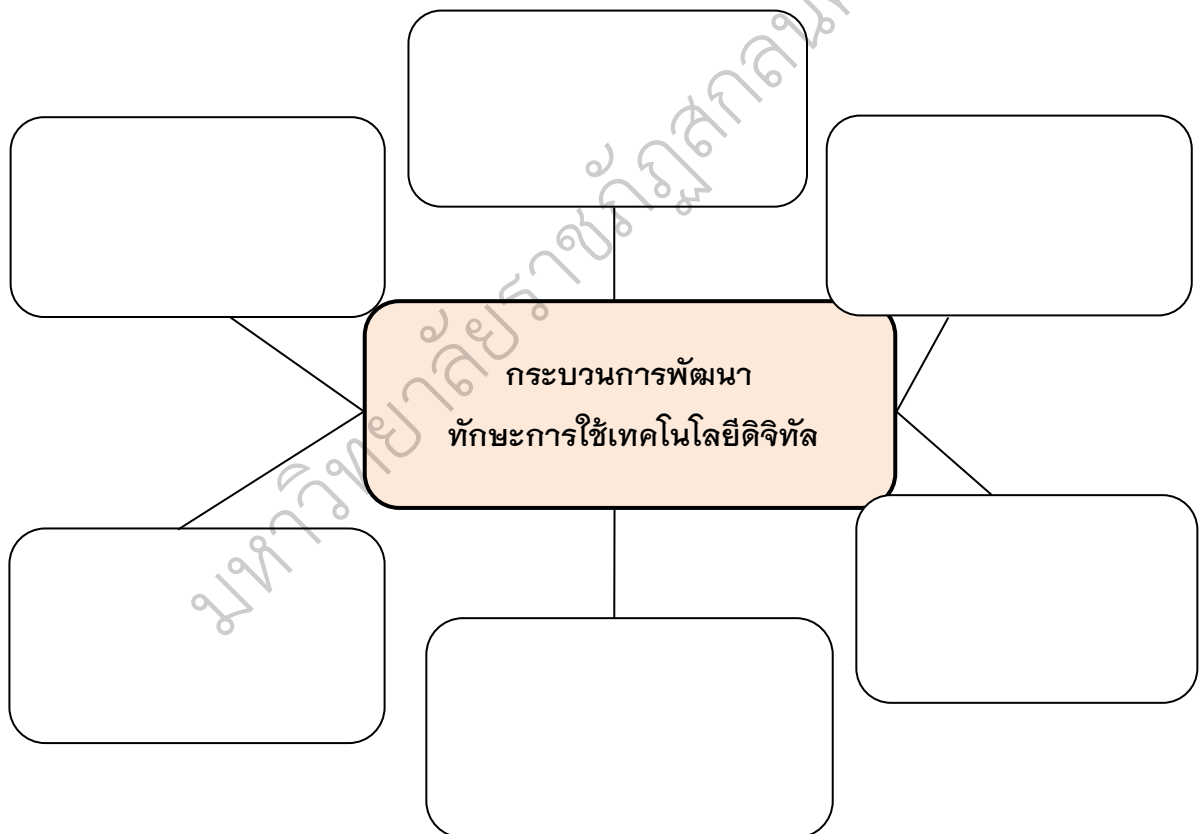 กระบวนการพัฒนา
ทักษะการใช้เทคโนโลยีดิจิทัล
มหาวิทยาลัยราชภัฏสกลน